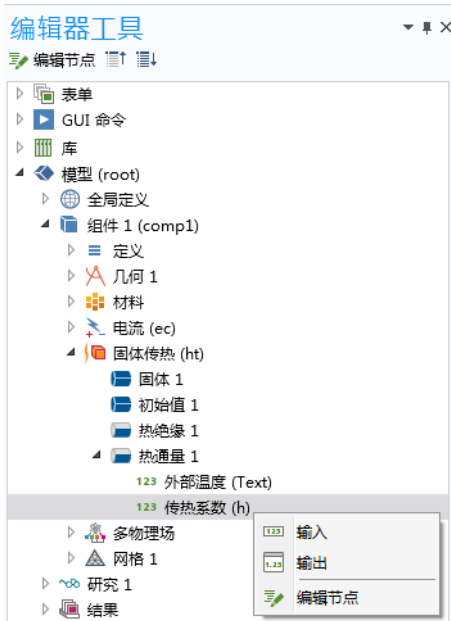 编辑器工具
编辑节点
表单
GUI 命令
库
模型 (root)
全局定义
组件 1 (comp1)
定义
几何 1
材料
电流 (ec)
固体传热 (ht)
固体 1
初始值 1
热绝缘 1
热通量 1
123 外部温度 (Text)
123 传热系数 (h)
多物理场
网格 1
研究 1
结果
123 输入
1.23 输出
编辑节点